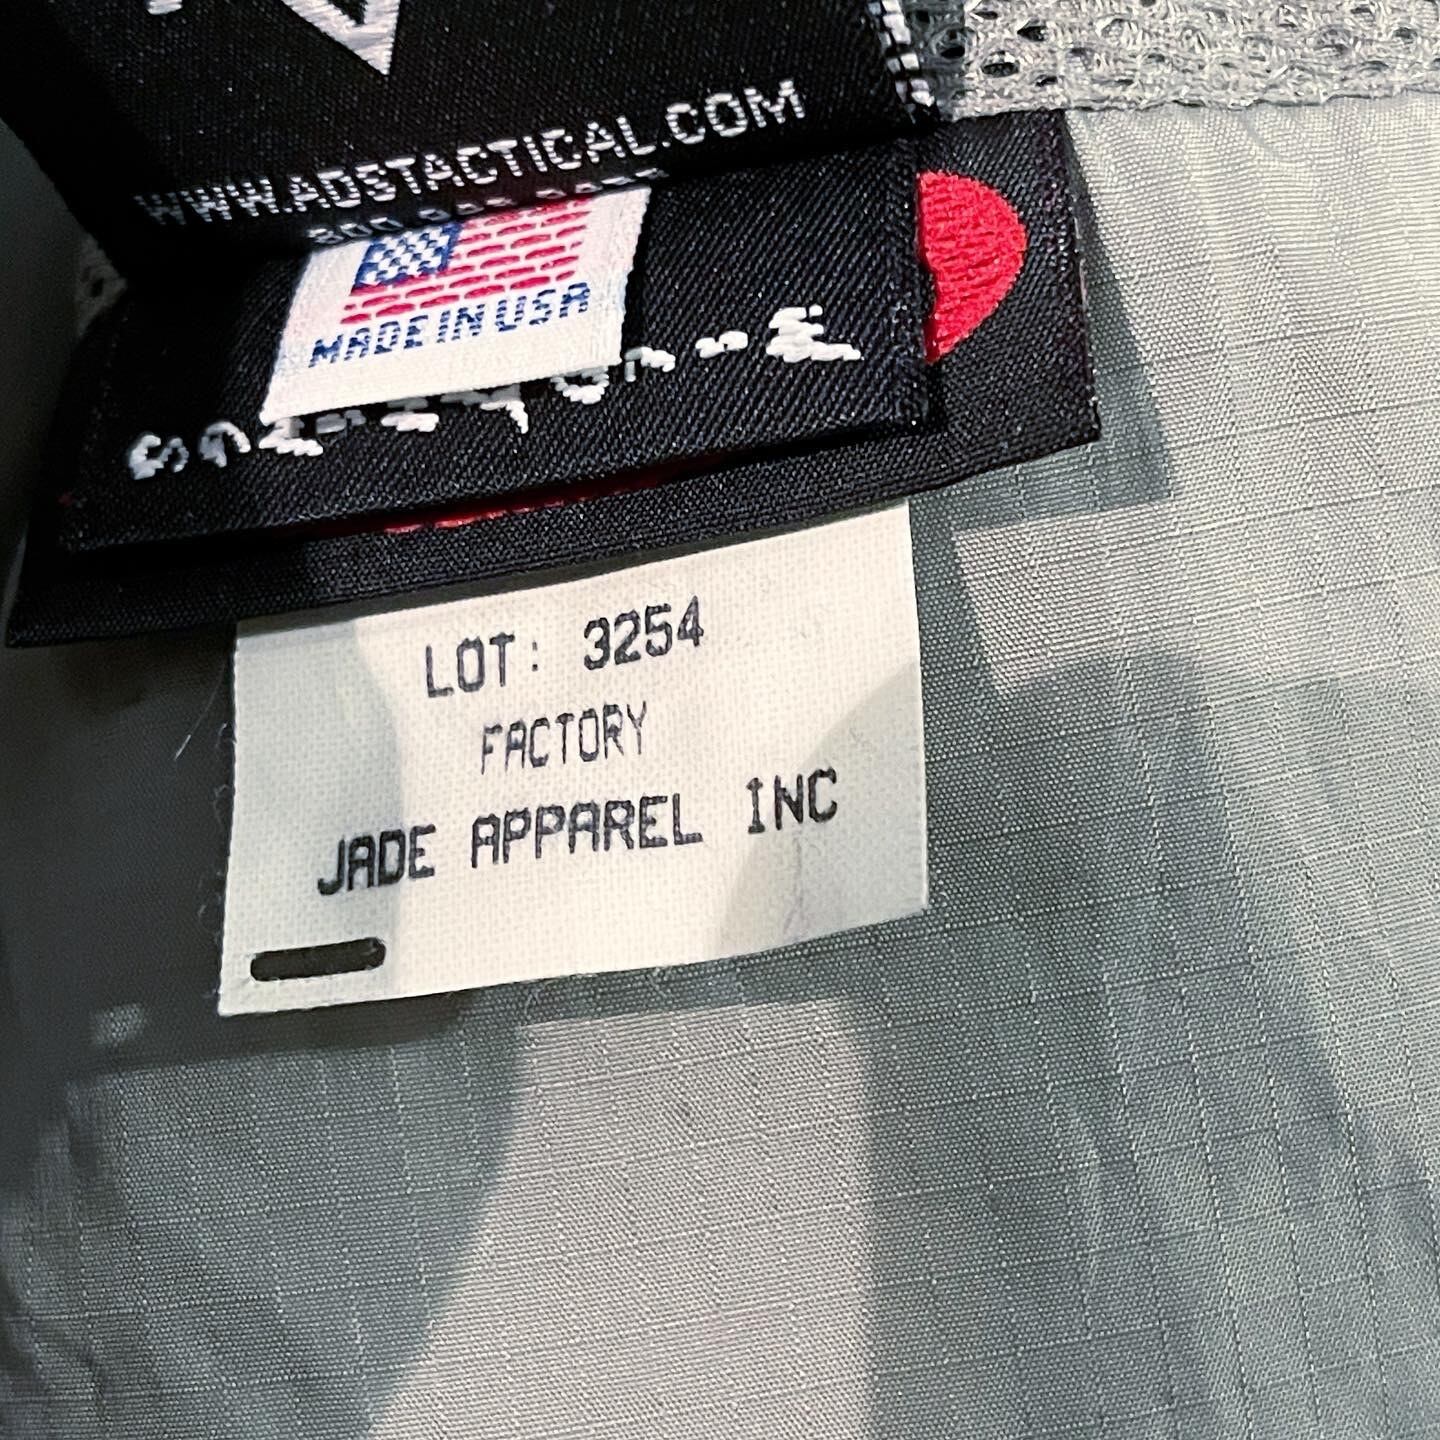 WWW.ADSTACTICAL.COM
MADE IN USA
LOT: 3254
FACTORY
JADE APPAREL INC